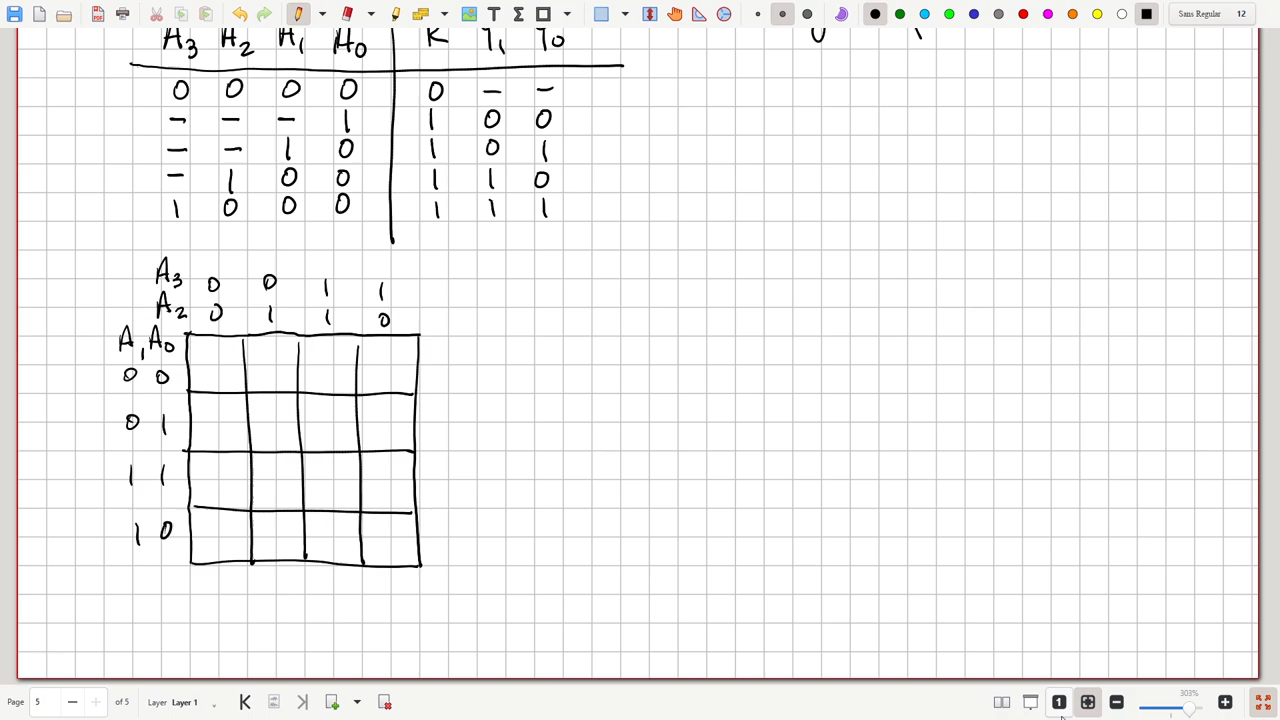 Sans Regular 12
A3 A2 A1 A0 K Y1 Y0
0 0 0 0 0 – –
– – – 1 1 0 0
– – 1 0 1 0 1
– 1 0 0 1 1 0
1 0 0 0 1 1 1
A3 0 0 1 1
A2 0 1 1 0
A1 A0
0 0
0 1
1 1
1 0
Page 5 of 5 Layer Layer 1 303%